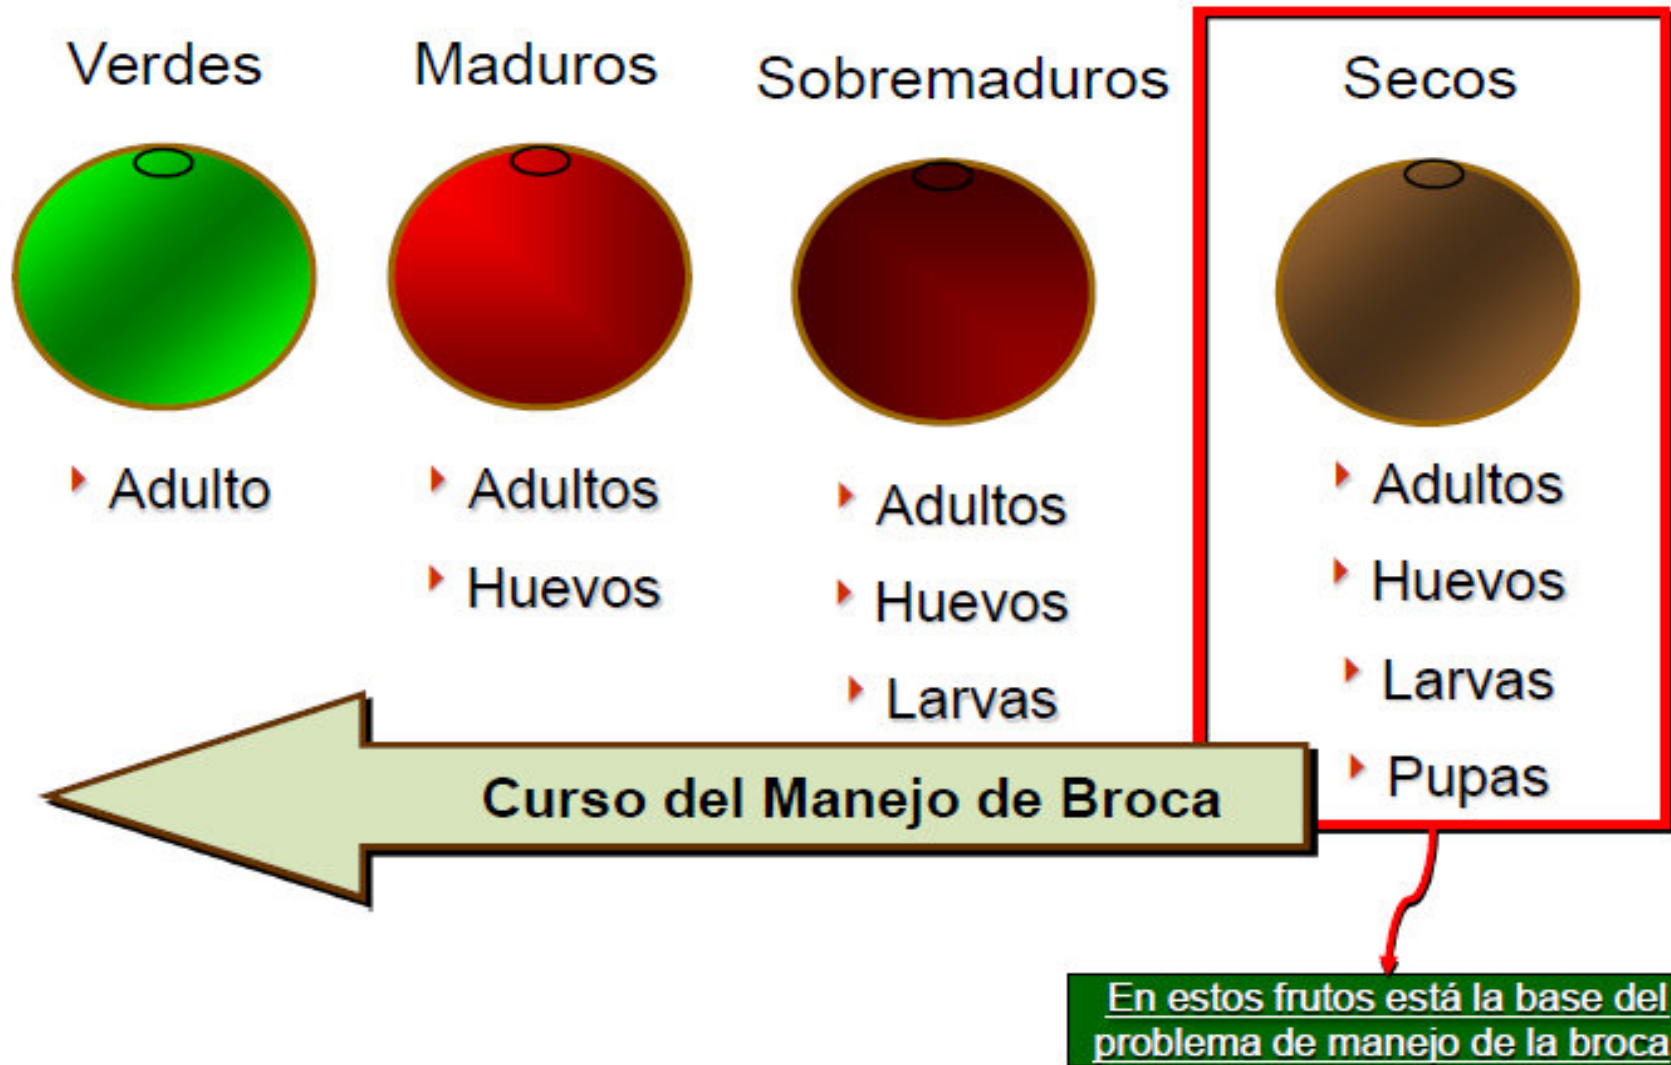 Verdes
Adulto
Maduros
Adultos
Huevos
Sobremaduros
Adultos
Huevos
Larvas
Secos
Adultos
Huevos
Larvas
Pupas
Curso del Manejo de Broca
En estos frutos está la base del
problema de manejo de la broca